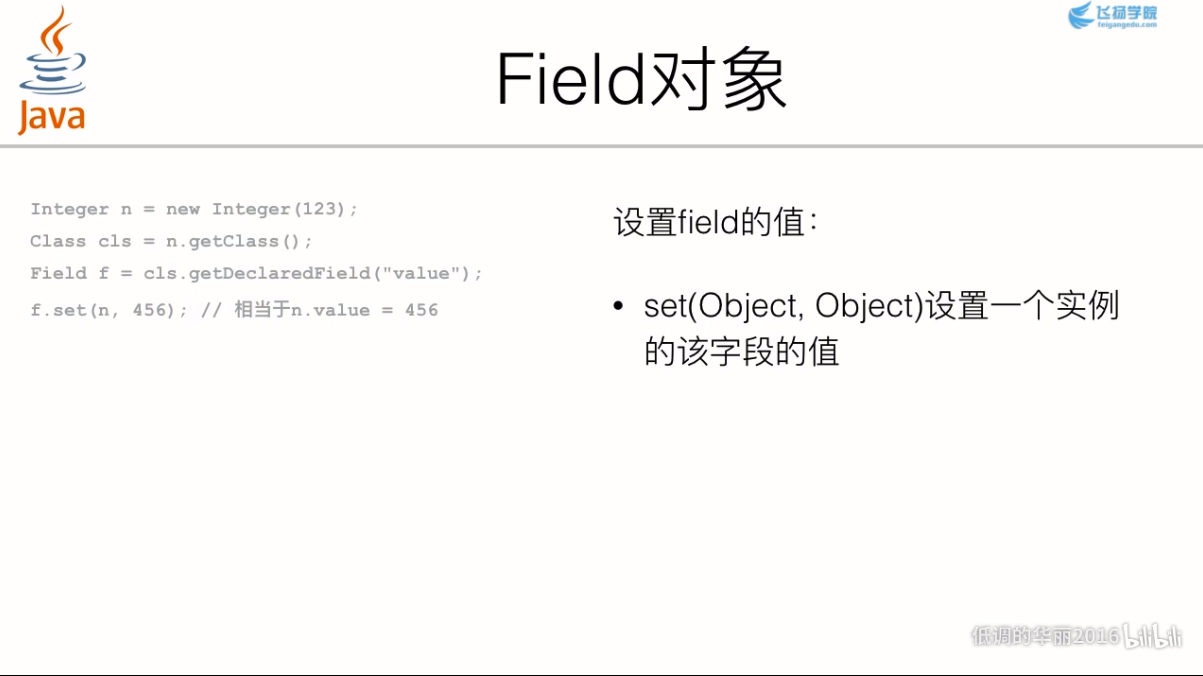 飞扬学院
feiyangedu.com
Java
Field对象
Integer n = new Integer(123);
Class cls = n.getClass();
Field f = cls.getDeclaredField("value");
f.set(n, 456); // 相当于n.value = 456
设置field的值：
• set(Object, Object)设置一个实例
的该字段的值
低调的华丽2016 bilibili